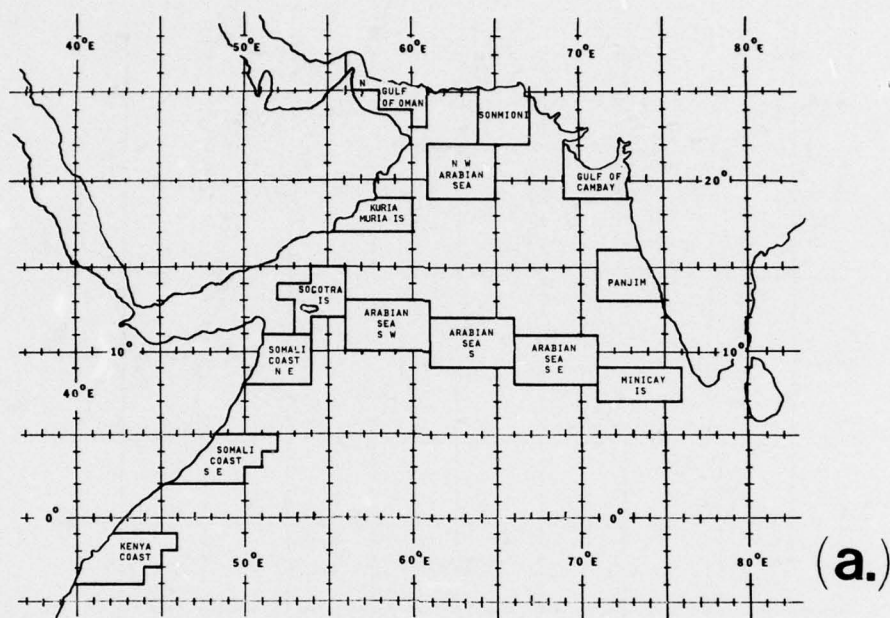 40°E
50°E
60°E
70°E
80°E
N
GULF
OF OMAN
SONMIONI
N W
ARABIAN
SEA
GULF OF
CAMBAY
20°
KURIA
MURIA IS
SOCOTRA
IS
PANJIM
ARABIAN
SEA
S W
ARABIAN
SEA
S
ARABIAN
SEA
S E
SOMALI
COAST
N E
10°
10°
MINICAY
IS
40°E
SOMALI
COAST
S E
0°
0°
KENYA
COAST
50°E
60°E
70°E
80°E
(a.)